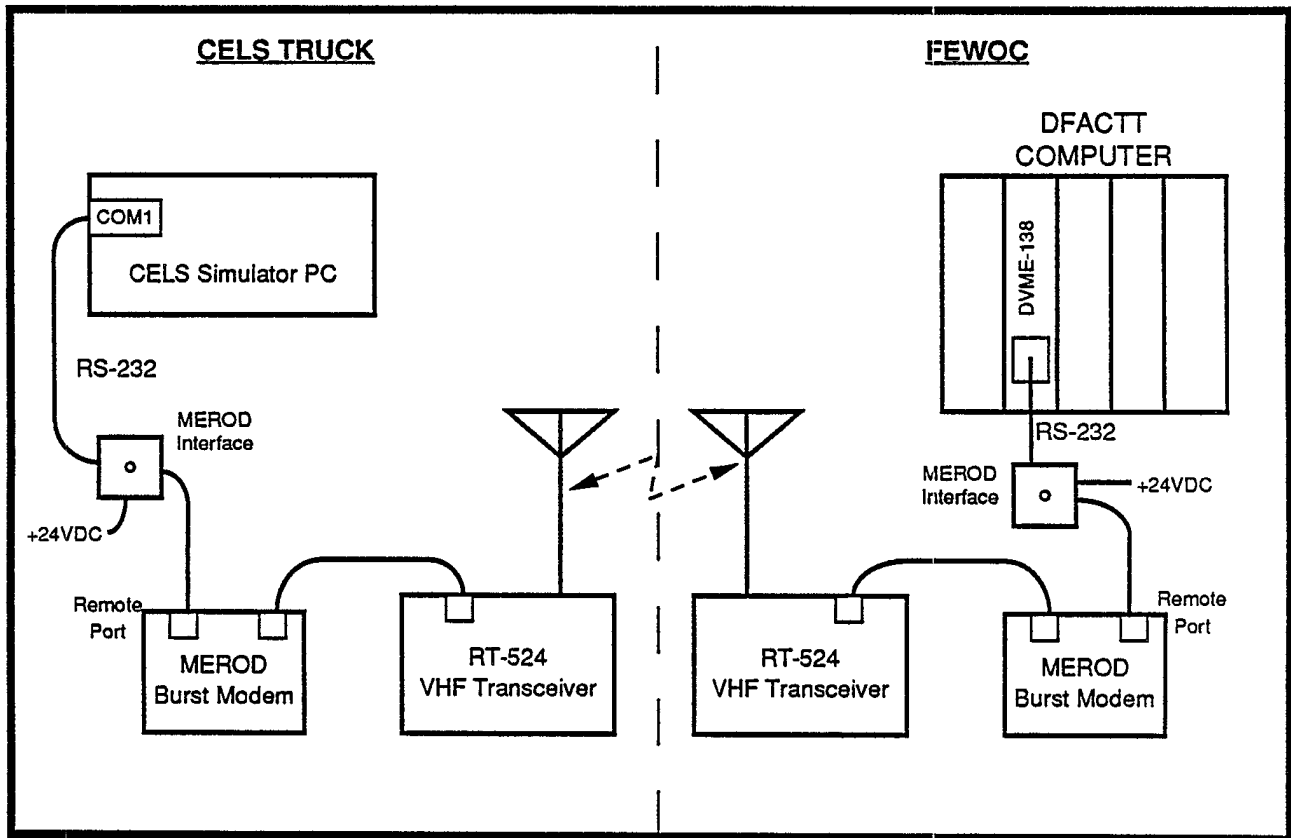 CELS TRUCK
COM1
CELS Simulator PC
RS-232
MEROD
Interface
+24VDC
Remote
Port
MEROD
Burst Modem
RT-524
VHF Transceiver
FEWOC
DFACTT
COMPUTER
DVME-138
RS-232
MEROD
Interface
+24VDC
RT-524
VHF Transceiver
Remote
Port
MEROD
Burst Modem